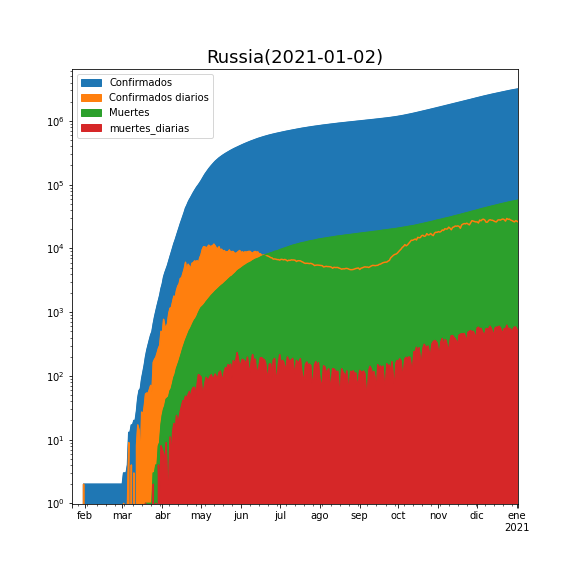 Russia(2021-01-02)
Confirmados
Confirmados diarios
Muertes
muertes_diarias
10^6
10^5
10^4
10^3
10^2
10^1
10^0
feb mar abr may jun jul ago sep oct nov dic ene
2021